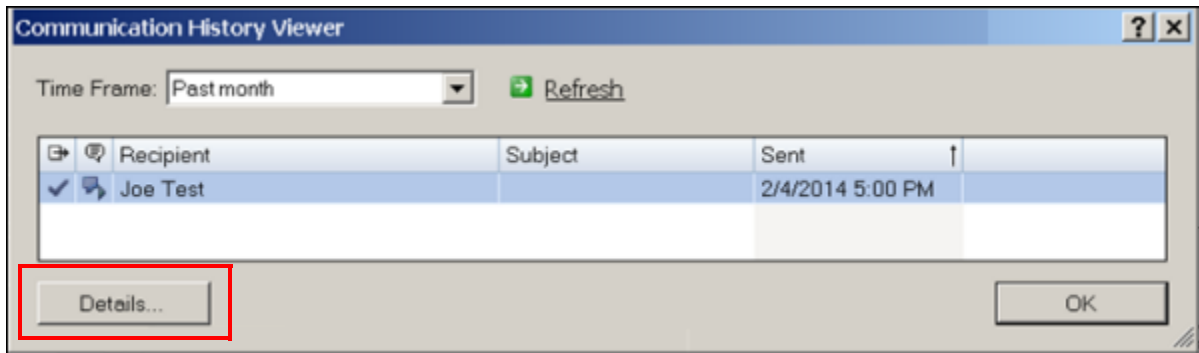 Communication History Viewer
Time Frame: Past month Refresh
Recipient Subject Sent
Joe Test 2/4/2014 5:00 PM
Details... OK